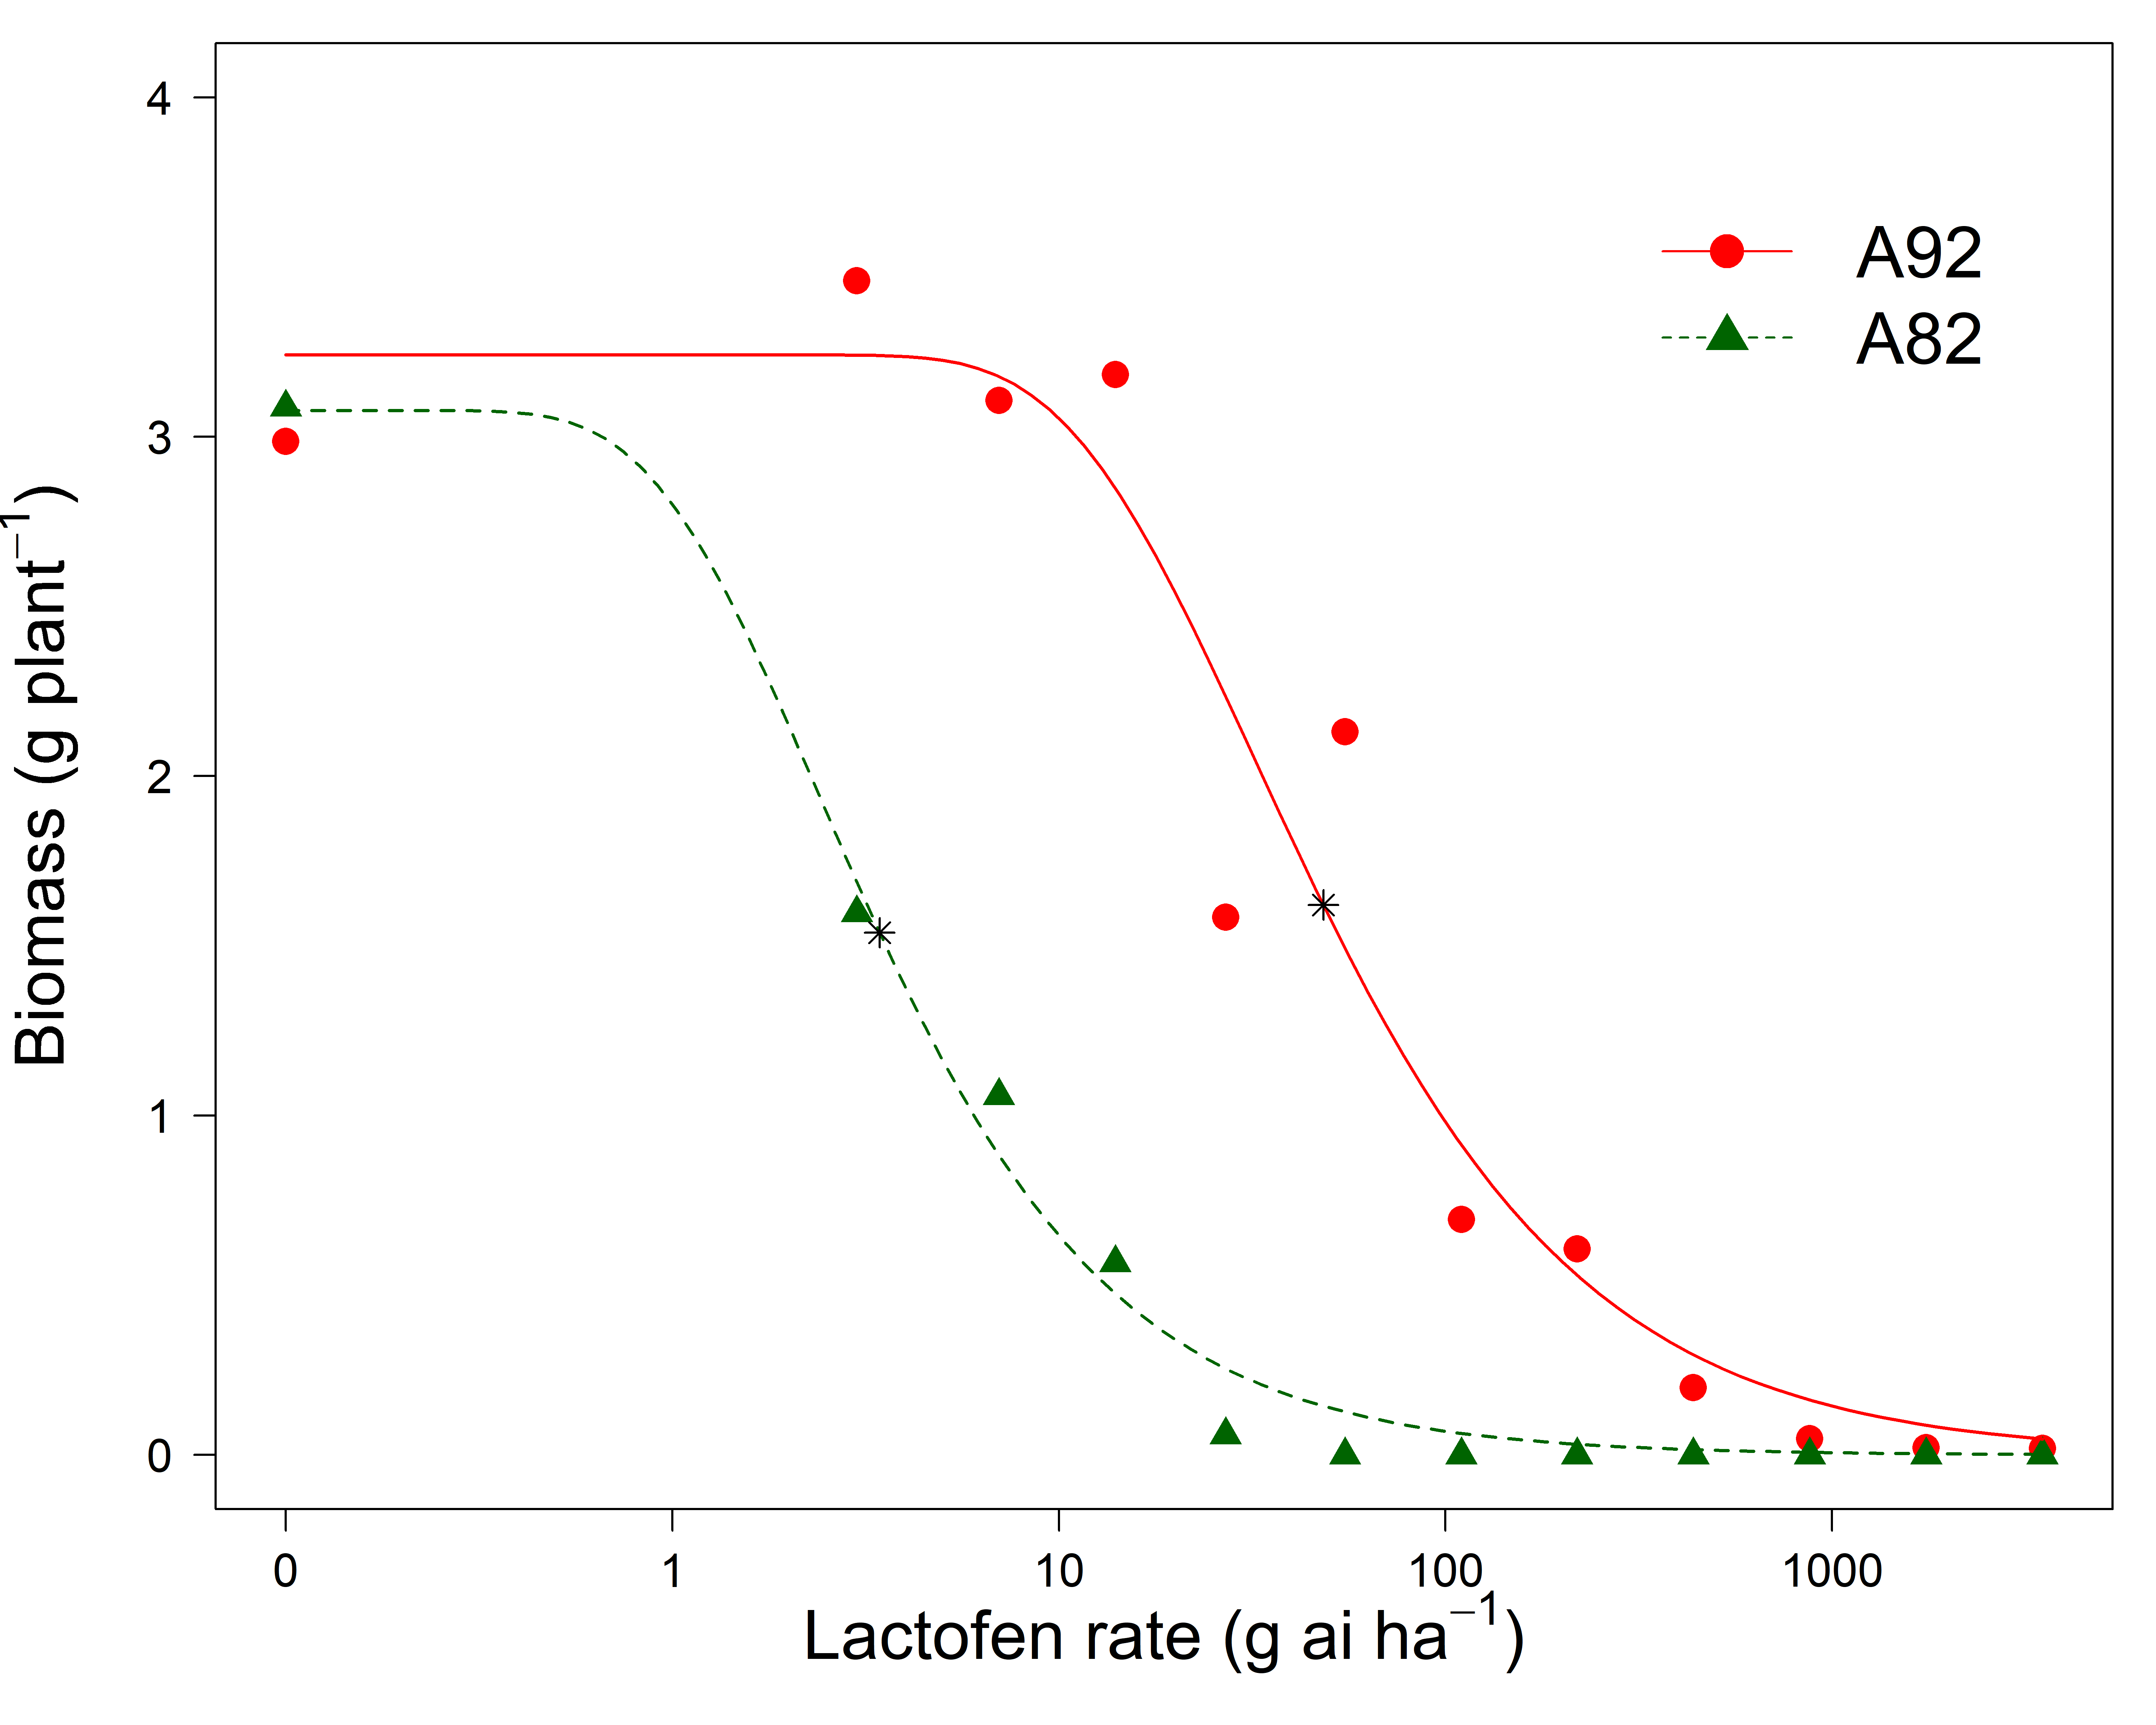 A92
A82
4
3
2
1
0
Biomass (g plant⁻¹)
0 1 10 100 1000
Lactofen rate (g ai ha⁻¹)